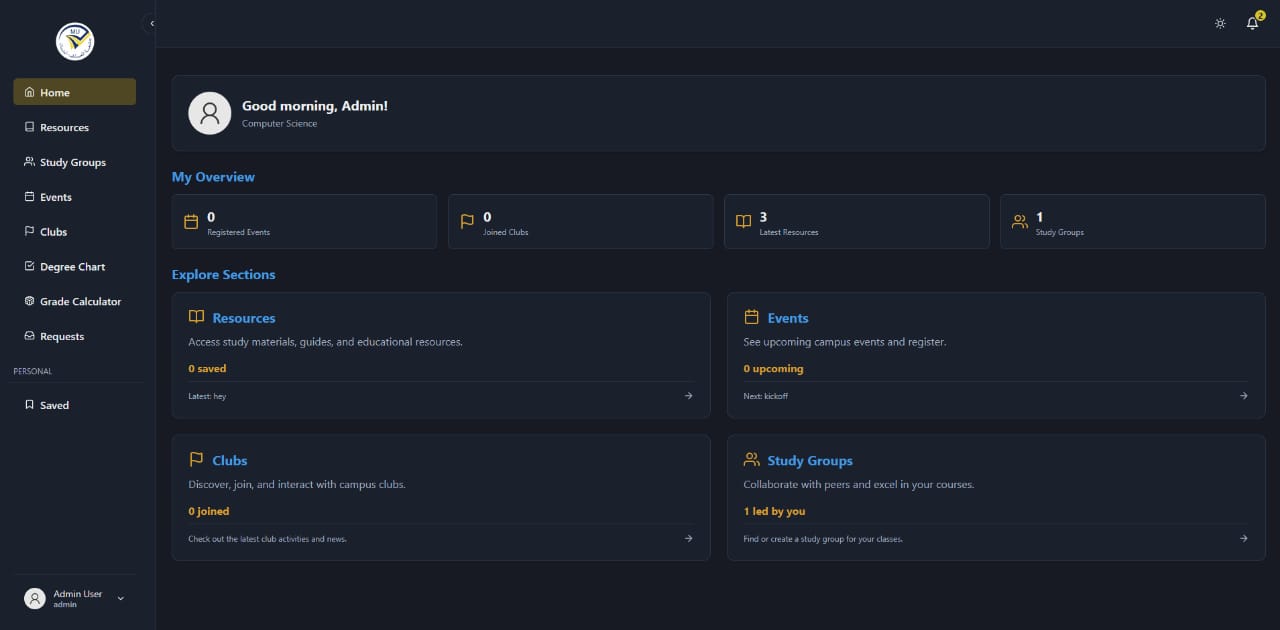 MU
2
Home
Resources
Study Groups
Events
Clubs
Degree Chart
Grade Calculator
Requests
PERSONAL
Saved
Admin User
admin
Good morning, Admin!
Computer Science
My Overview
0
Registered Events
0
Joined Clubs
3
Latest Resources
1
Study Groups
Explore Sections
Resources
Access study materials, guides, and educational resources.
0 saved
Latest: hey
Events
See upcoming campus events and register.
0 upcoming
Next: kickoff
Clubs
Discover, join, and interact with campus clubs.
0 joined
Check out the latest club activities and news.
Study Groups
Collaborate with peers and excel in your courses.
1 led by you
Find or create a study group for your classes.